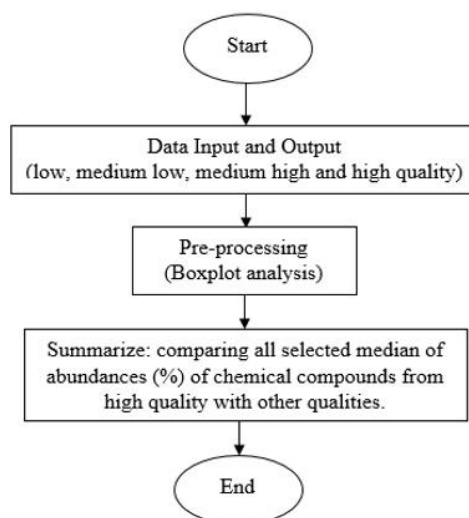 Start
Data Input and Output
(low, medium low, medium high and high quality)
Pre-processing
(Boxplot analysis)
Summarize: comparing all selected median of
abundances (%) of chemical compounds from
high quality with other qualities.
End